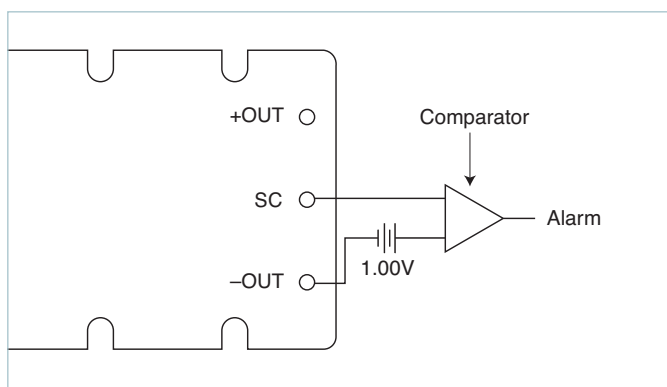 +OUT
Comparator
SC
Alarm
1.00V
–OUT